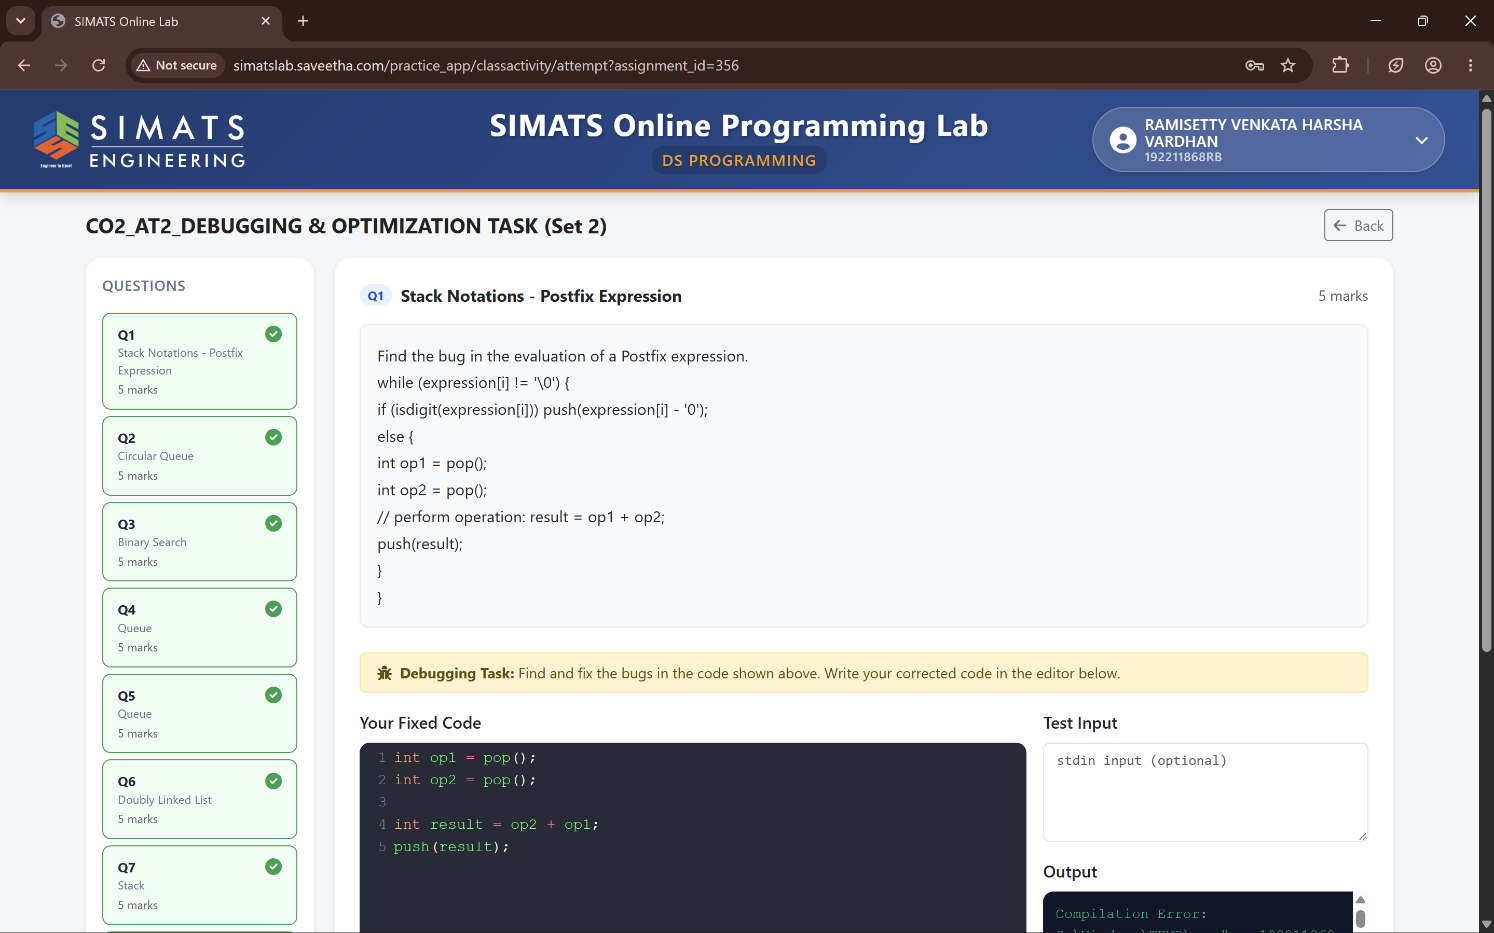 SIMATS Online Lab
Not secure
simatslab.saveetha.com/practice_app/classactivity/attempt?assignment_id=356
SIMATS
ENGINEERING
Engineer to Excel
SIMATS Online Programming Lab
DS PROGRAMMING
RAMISETTY VENKATA HARSHA
VARDHAN
192211868RB
CO2_AT2_DEBUGGING & OPTIMIZATION TASK (Set 2)
Back
QUESTIONS
Q1
Stack Notations - Postfix
Expression
5 marks
Q2
Circular Queue
5 marks
Q3
Binary Search
5 marks
Q4
Queue
5 marks
Q5
Queue
5 marks
Q6
Doubly Linked List
5 marks
Q7
Stack
5 marks
Q1 Stack Notations - Postfix Expression
5 marks
Find the bug in the evaluation of a Postfix expression.
while (expression[i] != '\0') {
if (isdigit(expression[i])) push(expression[i] - '0');
else {
int op1 = pop();
int op2 = pop();
// perform operation: result = op1 + op2;
push(result);
}
}
Debugging Task: Find and fix the bugs in the code shown above. Write your corrected code in the editor below.
Your Fixed Code
1 int op1 = pop();
2 int op2 = pop();
3
4 int result = op2 + op1;
5 push(result);
Test Input
stdin input (optional)
Output
Compilation Error: